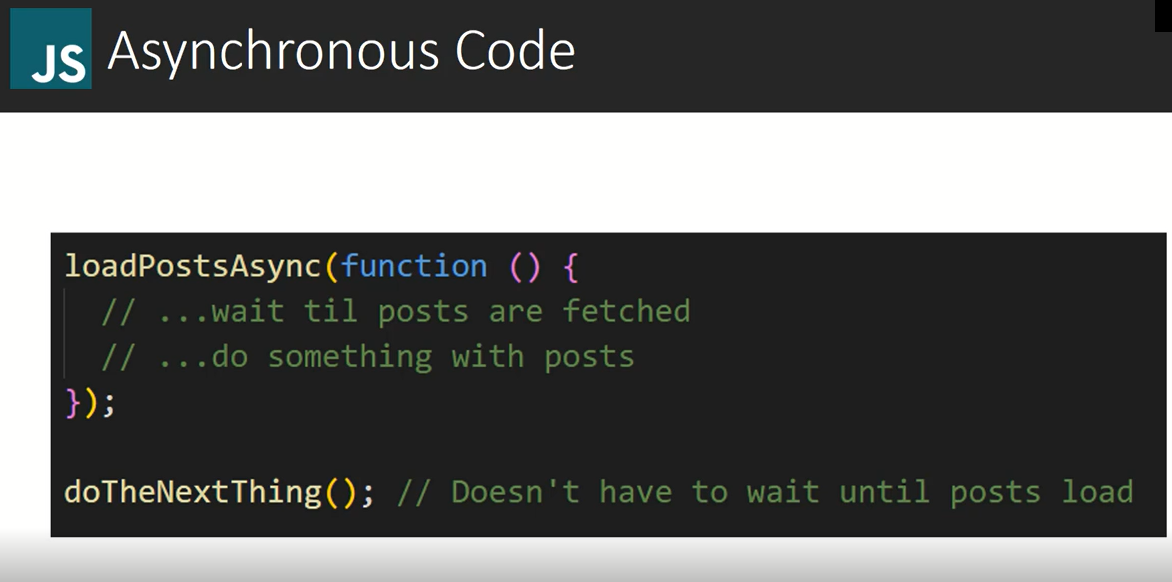 JS Asynchronous Code
loadPostsAsync(function () {
// ...wait til posts are fetched
// ...do something with posts
});
doTheNextThing(); // Doesn't have to wait until posts load